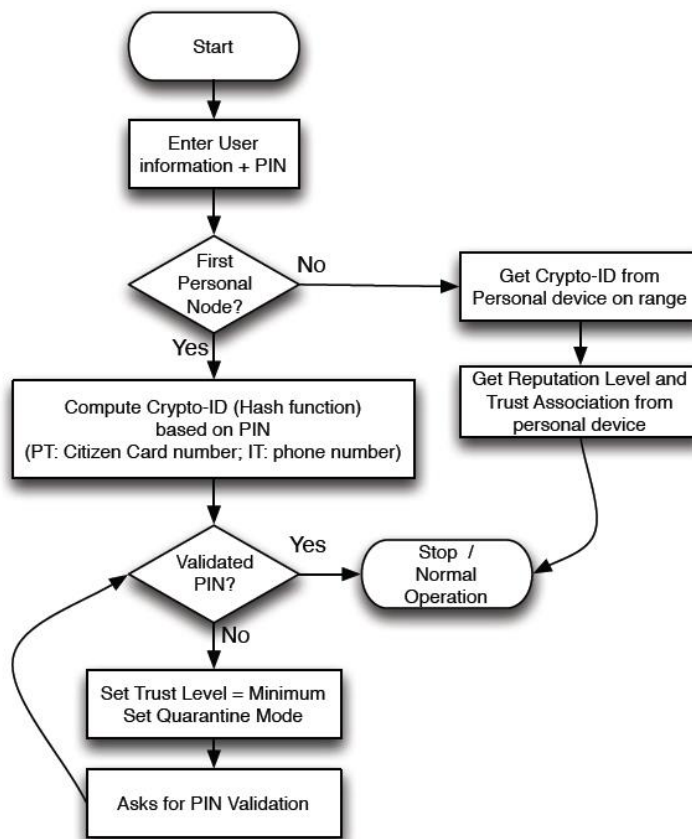 Start
Enter User
information + PIN
First
Personal
Node?
No
Get Crypto-ID from
Personal device on range
Yes
Get Reputation Level and
Trust Association from
personal device
Compute Crypto-ID (Hash function)
based on PIN
(PT: Citizen Card number; IT: phone number)
Validated
PIN?
Yes
Stop /
Normal
Operation
No
Set Trust Level = Minimum
Set Quarantine Mode
Asks for PIN Validation